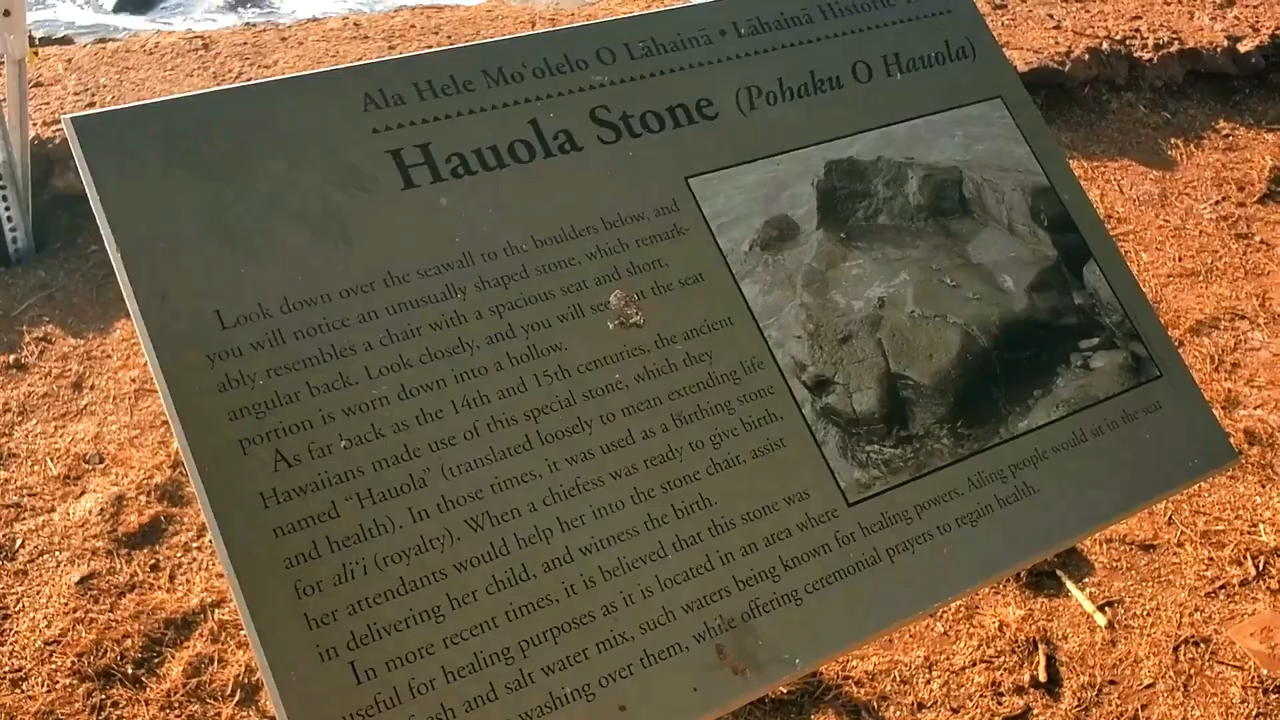 Ala Hele Moʻolelo O Lāhainā • Lāhainā Historic
Hauola Stone (Pohaku O Hauola)
Look down over the seawall to the boulders below, and
you will notice an unusually shaped stone, which remark-
ably resembles a chair with a spacious seat and short,
angular back. Look closely, and you will see the seat
portion is worn down into a hollow.
As far back as the 14th and 15th centuries, the ancient
Hawaiians made use of this special stone, which they
named “Hauola” (translated loosely to mean extending life
and health). In those times, it was used as a birthing stone
for aliʻi (royalty). When a chiefess was ready to give birth,
her attendants would help her into the stone chair, assist
in delivering her child, and witness the birth.
In more recent times, it is believed that this stone was
useful for healing purposes as it is located in an area where
and salt water mix, such waters being known for healing powers. Ailing people would sit in the seat
washing over them, while offering ceremonial prayers to regain health.